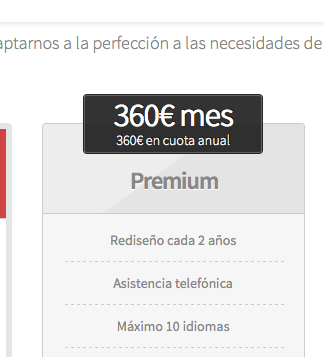 aptarnos a la perfección a las necesidades de
360€ mes
360€ en cuota anual
Premium
Rediseño cada 2 años
Asistencia telefónica
Máximo 10 idiomas